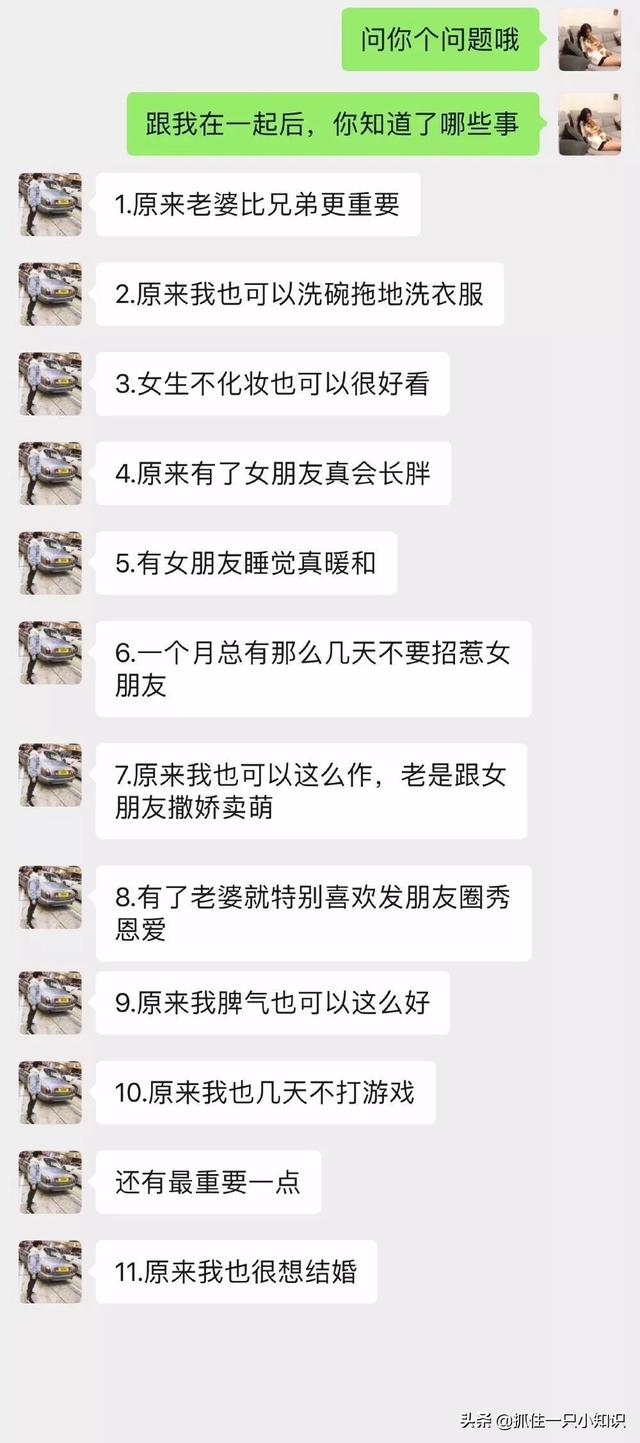 问你个问题哦
跟我在一起后，你知道了哪些事
1.原来老婆比兄弟更重要
2.原来我也可以洗碗拖地洗衣服
3.女生不化妆也可以很好看
4.原来有了女朋友真会长胖
5.有女朋友睡觉真暖和
6.一个月总有那么几天不要招惹女
朋友
7.原来我也可以这么作，老是跟女
朋友撒娇卖萌
8.有了老婆就特别喜欢发朋友圈秀
恩爱
9.原来我脾气也可以这么好
10.原来我也几天不打游戏
还有最重要一点
11.原来我也很想结婚
头条 @抓住一只小知识